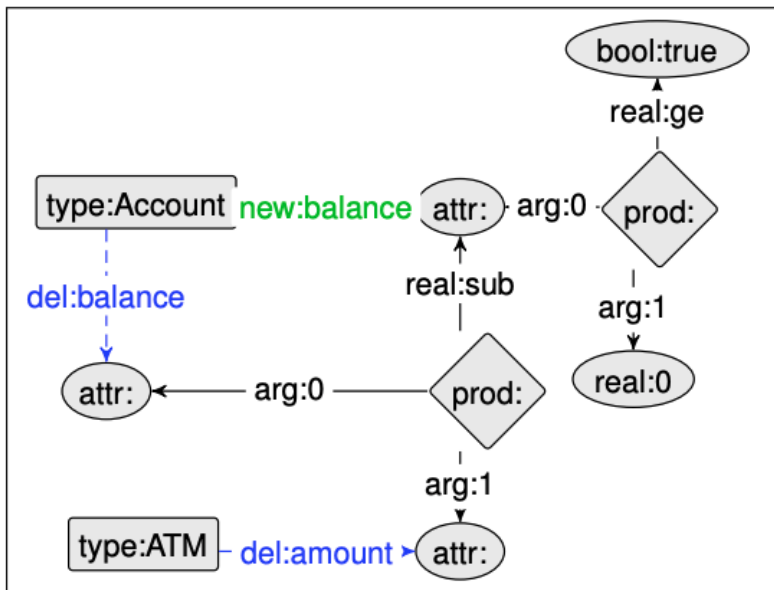 bool:true
real:ge
type:Account
new:balance
attr:
arg:0
prod:
del:balance
real:sub
arg:1
attr:
arg:0
prod:
real:0
arg:1
type:ATM
del:amount
attr: